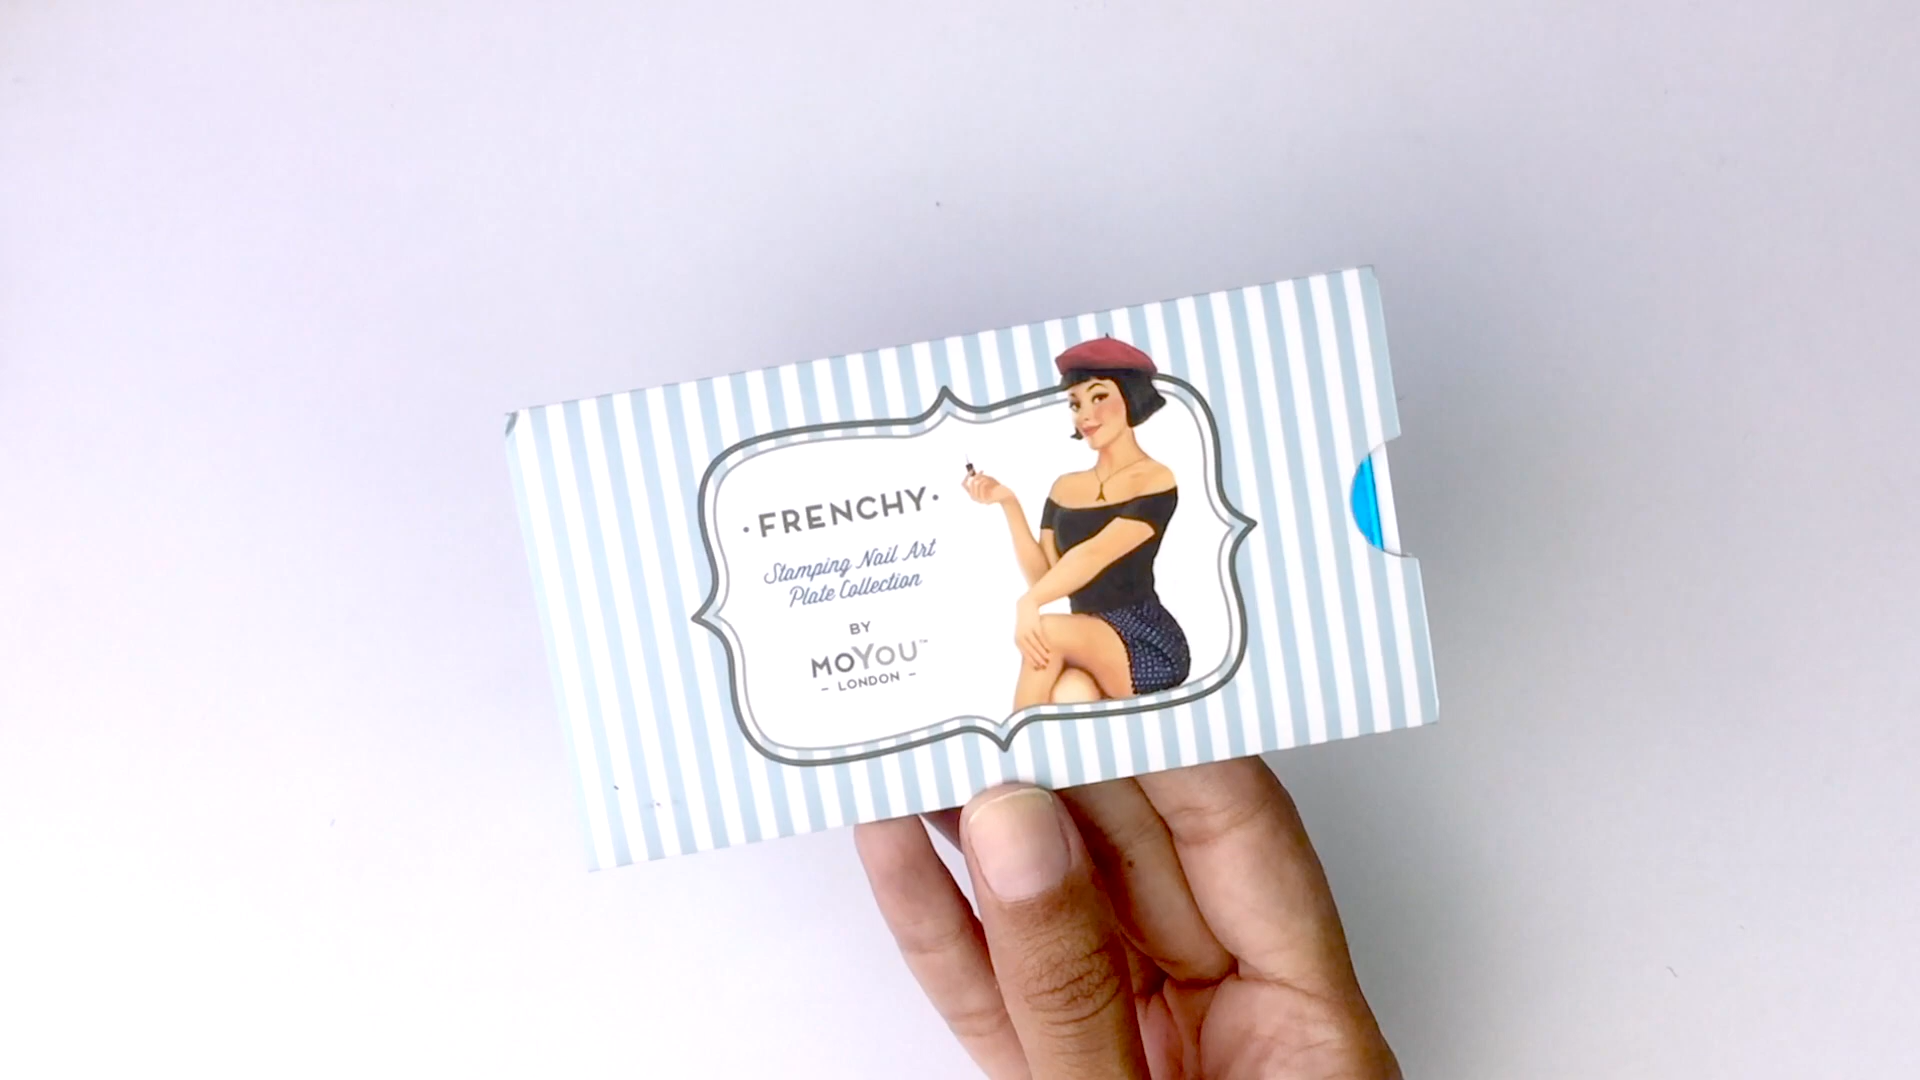 · FRENCHY ·
Stamping Nail Art
Plate Collection
BY
MOYOU™
– LONDON –